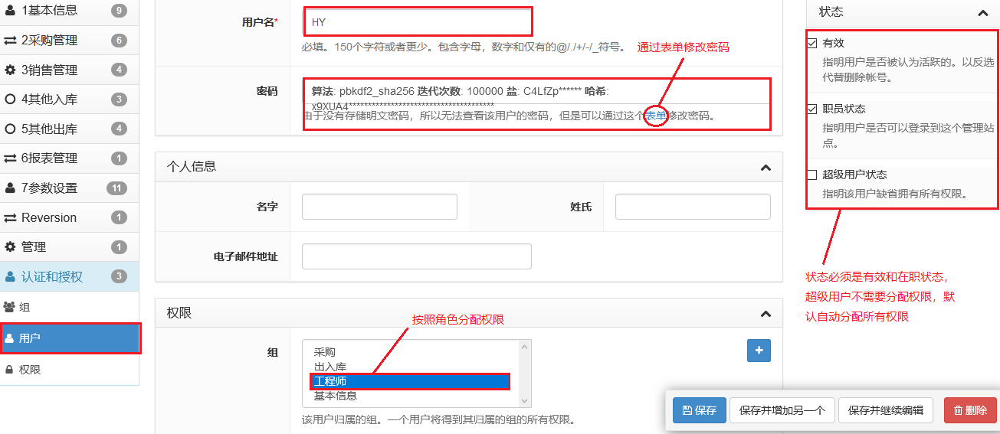 1基本信息 9
2采购管理 6
3销售管理 4
4其他入库 3
5其他出库 4
6报表管理 1
7参数设置 11
Reversion 1
管理 1
认证和授权 3
组
用户
权限
用户名*
HY
必填。150个字符或者更少。包含字母，数字和仅有的@/./+/-/_符号。
通过表单修改密码
密码
算法: pbkdf2_sha256 迭代次数: 100000 盐: C4LfZp****** 哈希:
x9XUA4**************************************
由于没有存储明文密码，所以无法查看该用户的密码，但是可以通过这个表单修改密码。
个人信息
名字
姓氏
电子邮件地址
权限
按照角色分配权限
组
采购
出入库
工程师
基本信息
+
该用户归属的组。一个用户将得到其归属的组的所有权限。
状态
有效
指明用户是否被认为活跃的。以反选
代替删除帐号。
职员状态
指明用户是否可以登录到这个管理站
点。
超级用户状态
指明该用户缺省拥有所有权限。
状态必须是有效和在职状态，
超级用户不需要分配权限，默
认自动分配所有权限
保存
保存并增加另一个
保存并继续编辑
删除